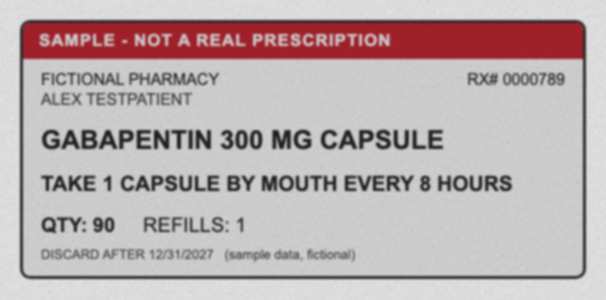 SAMPLE - NOT A REAL PRESCRIPTION
FICTIONAL PHARMACY RX# 0000789
ALEX TESTPATIENT
GABAPENTIN 300 MG CAPSULE
TAKE 1 CAPSULE BY MOUTH EVERY 8 HOURS
QTY: 90 REFILLS: 1
DISCARD AFTER 12/31/2027 (sample data, fictional)